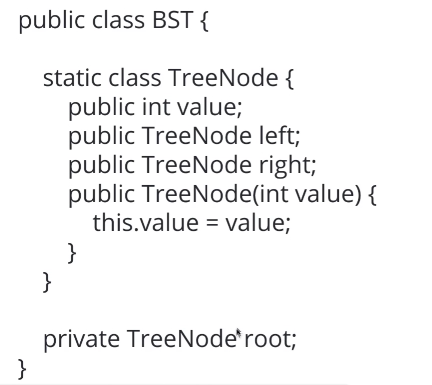 public class BST {
static class TreeNode {
public int value;
public TreeNode left;
public TreeNode right;
public TreeNode(int value) {
this.value = value;
}
}
private TreeNode root;
}